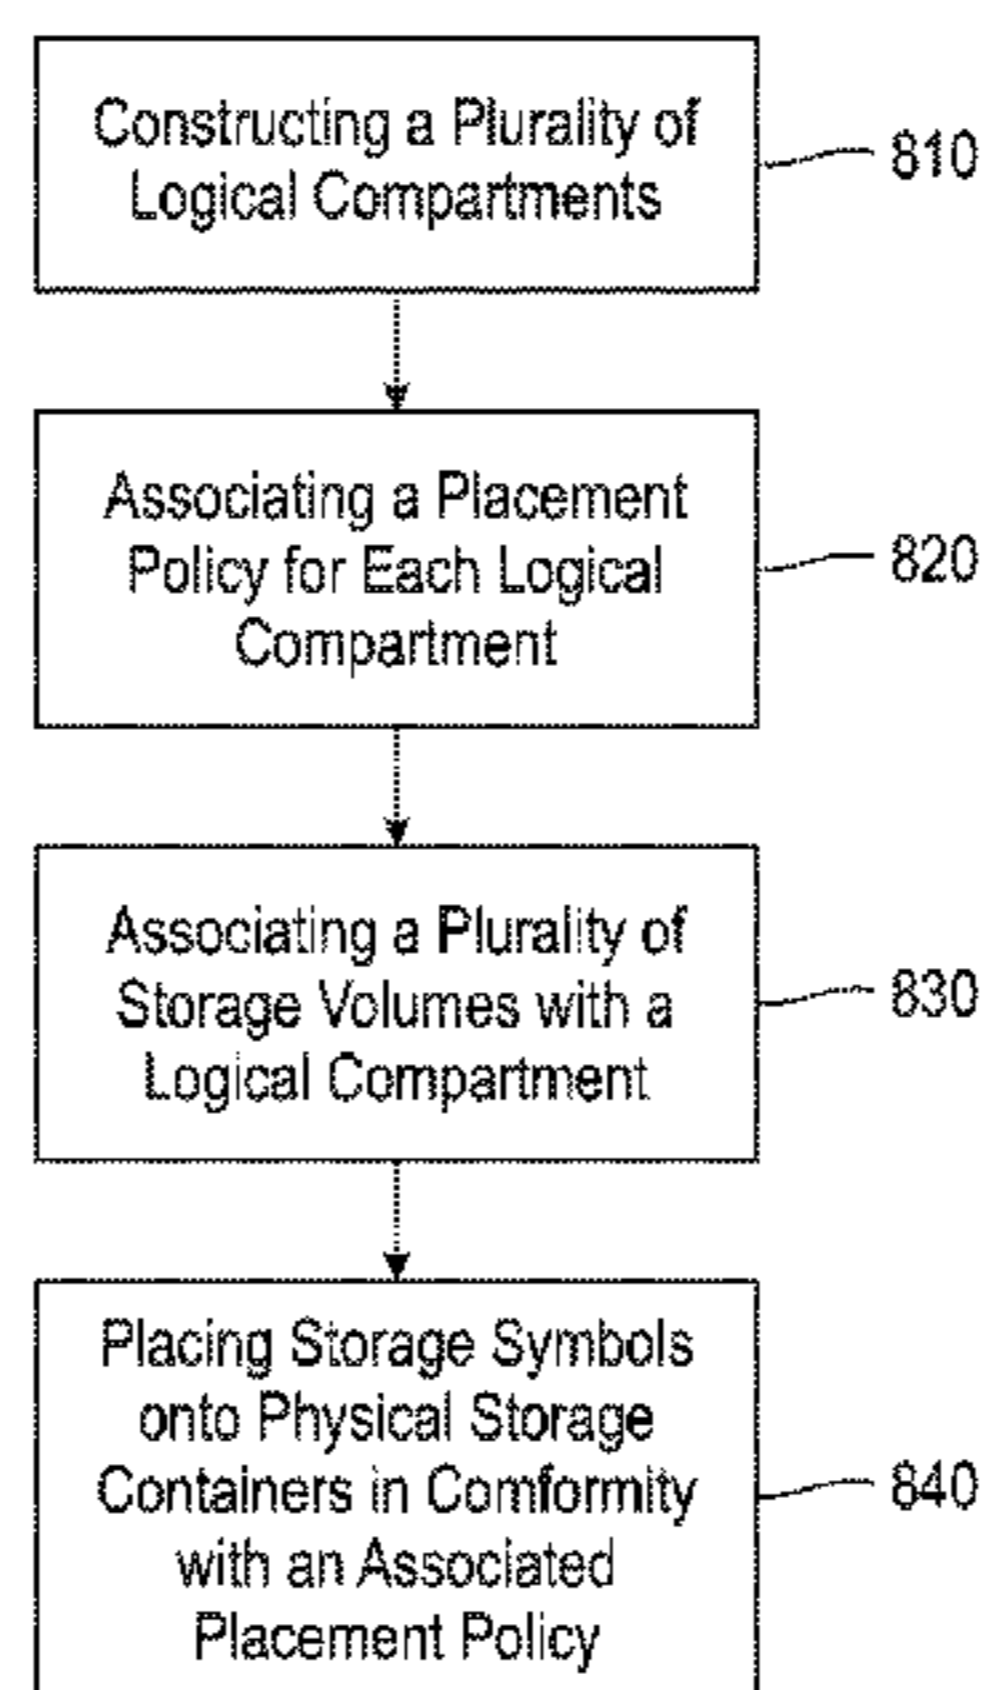 Constructing a Plurality of
Logical Compartments
810
Associating a Placement
Policy for Each Logical
Compartment
820
Associating a Plurality of
Storage Volumes with a
Logical Compartment
830
Placing Storage Symbols
onto Physical Storage
Containers in Comformity
with an Associated
Placement Policy
840